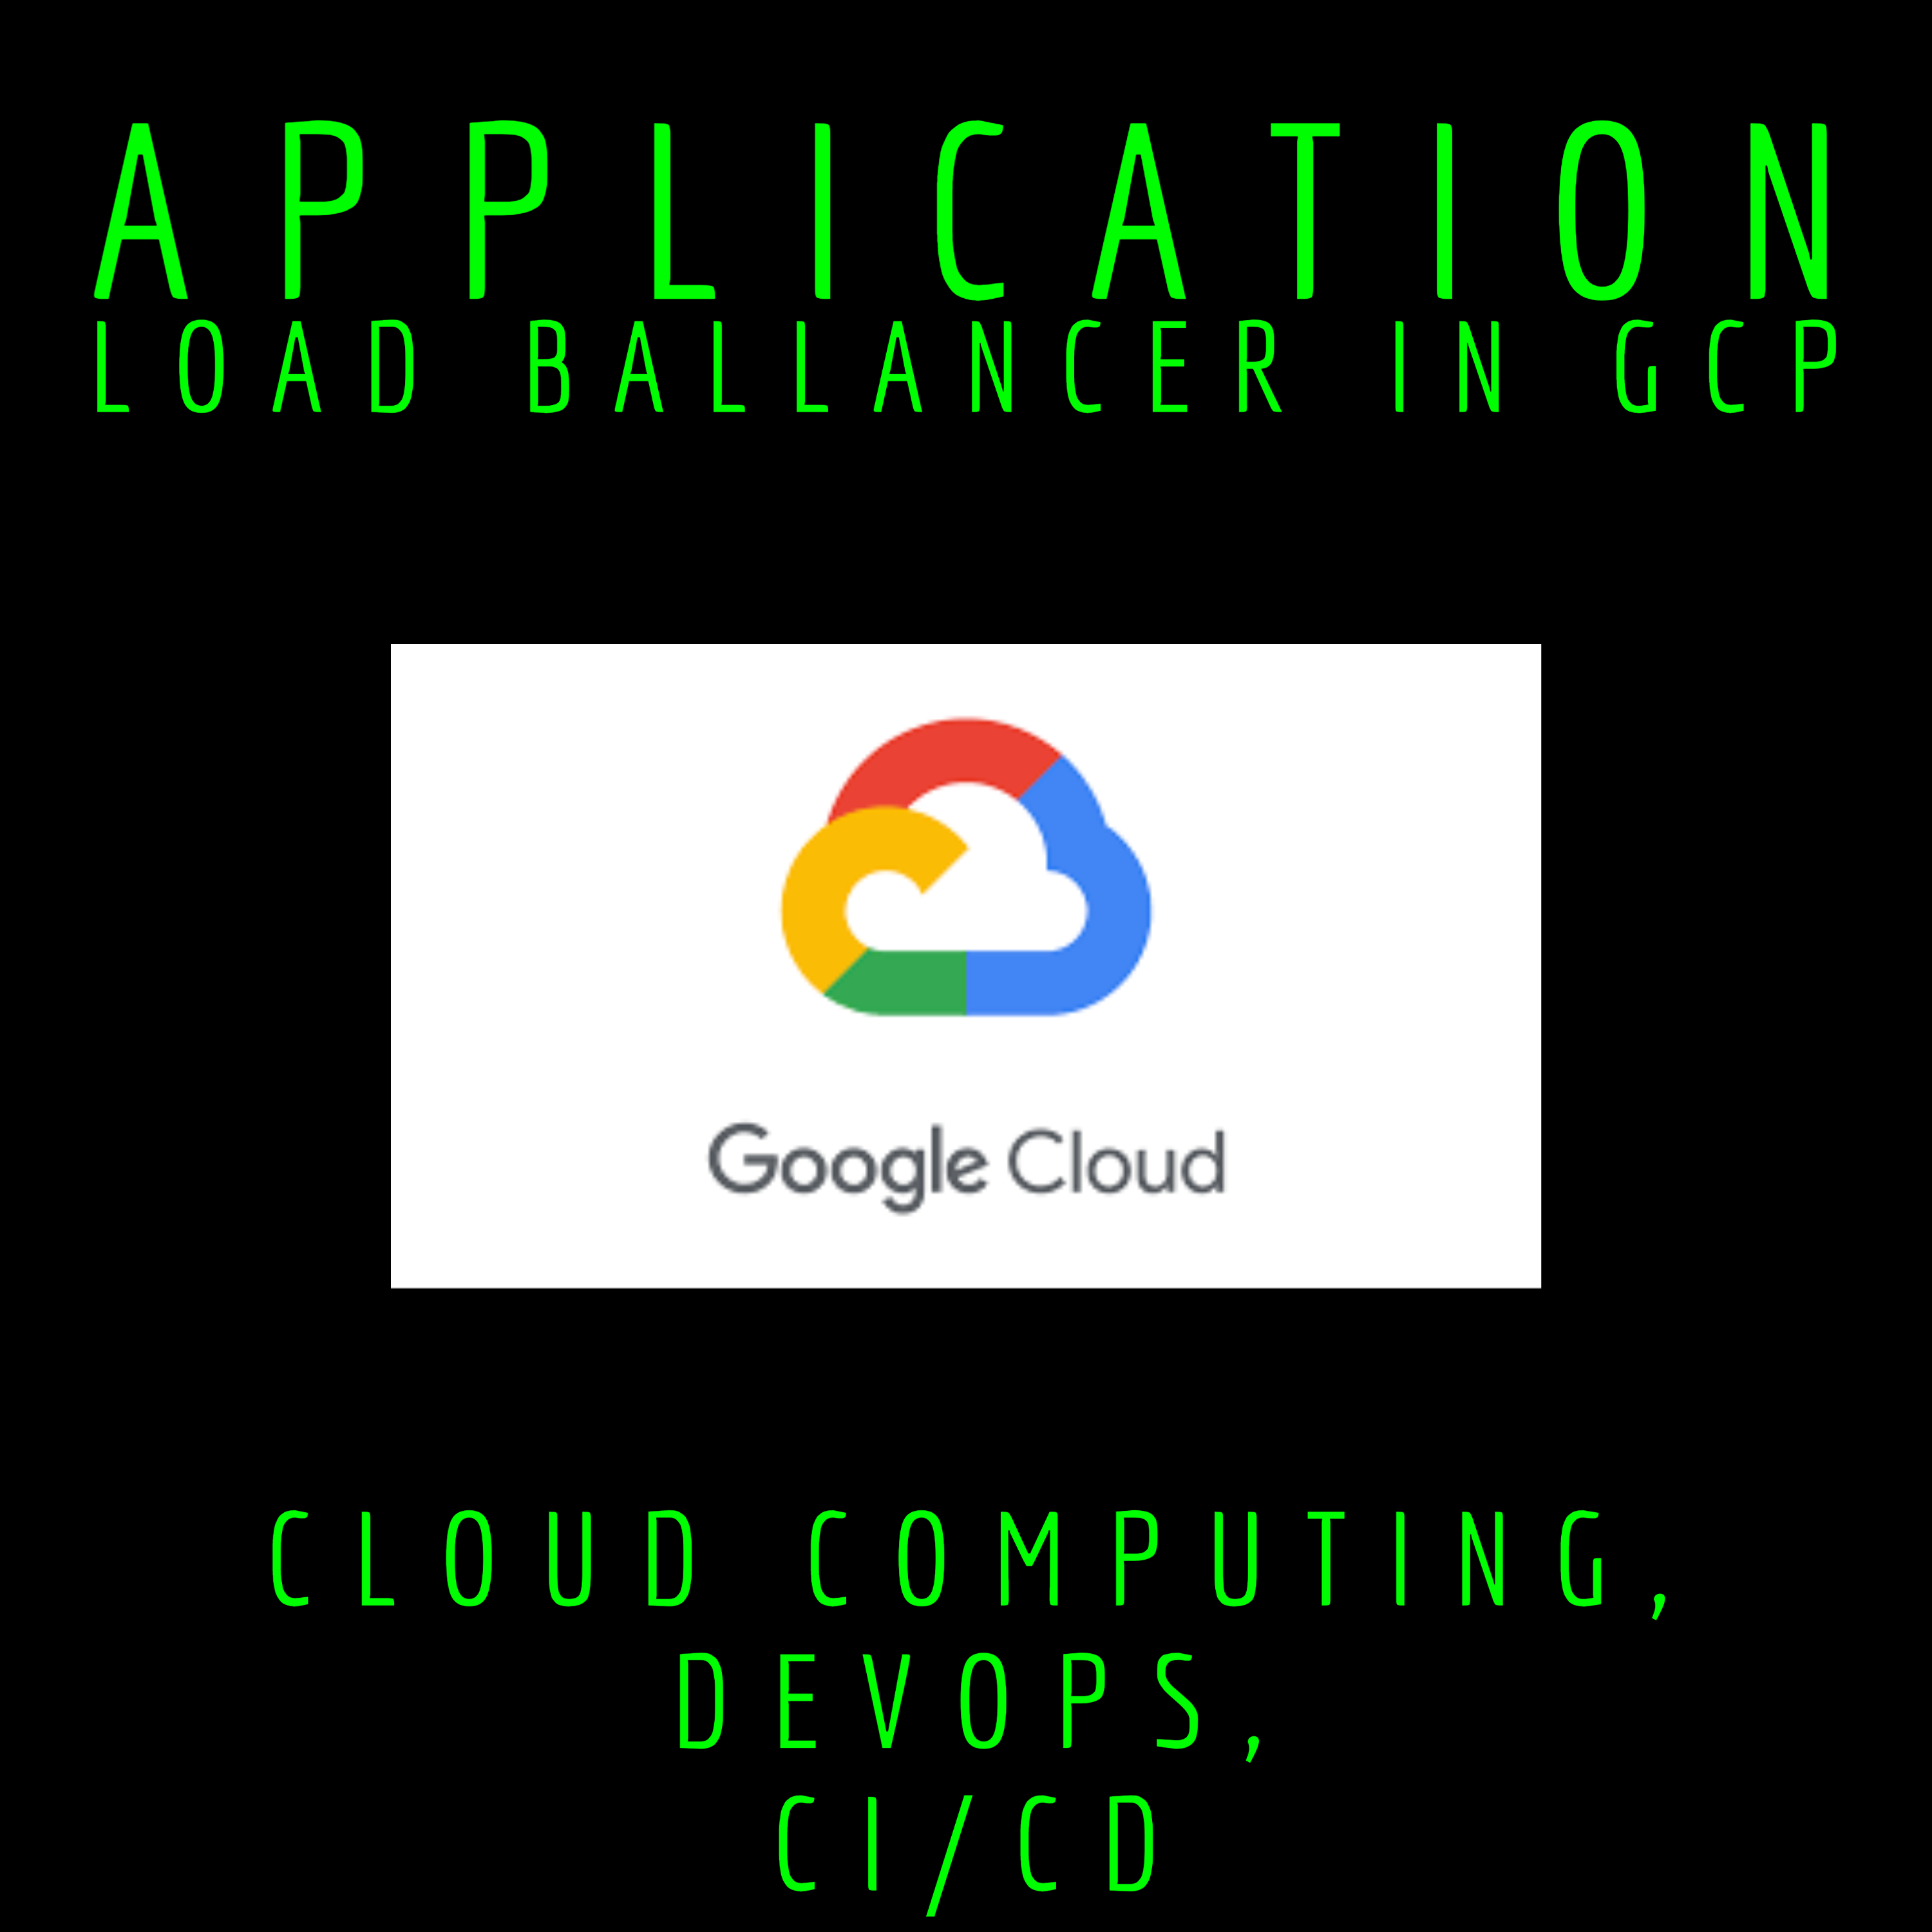 APPLICATION
LOAD BALLANCER IN GCP
Google Cloud
CLOUD COMPUTING,
DEVOPS,
CI/CD